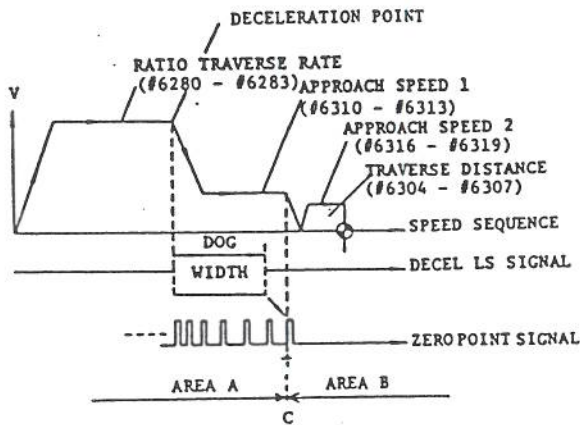 DECELERATION POINT
RATIO TRAVERSE RATE
(#6280 - #6283)
V
APPROACH SPEED 1
(#6310 - #6313)
APPROACH SPEED 2
(#6316 - #6319)
TRAVERSE DISTANCE
(#6304 - #6307)
SPEED SEQUENCE
DOG
WIDTH
DECEL LS SIGNAL
ZERO POINT SIGNAL
AREA A
AREA B
C